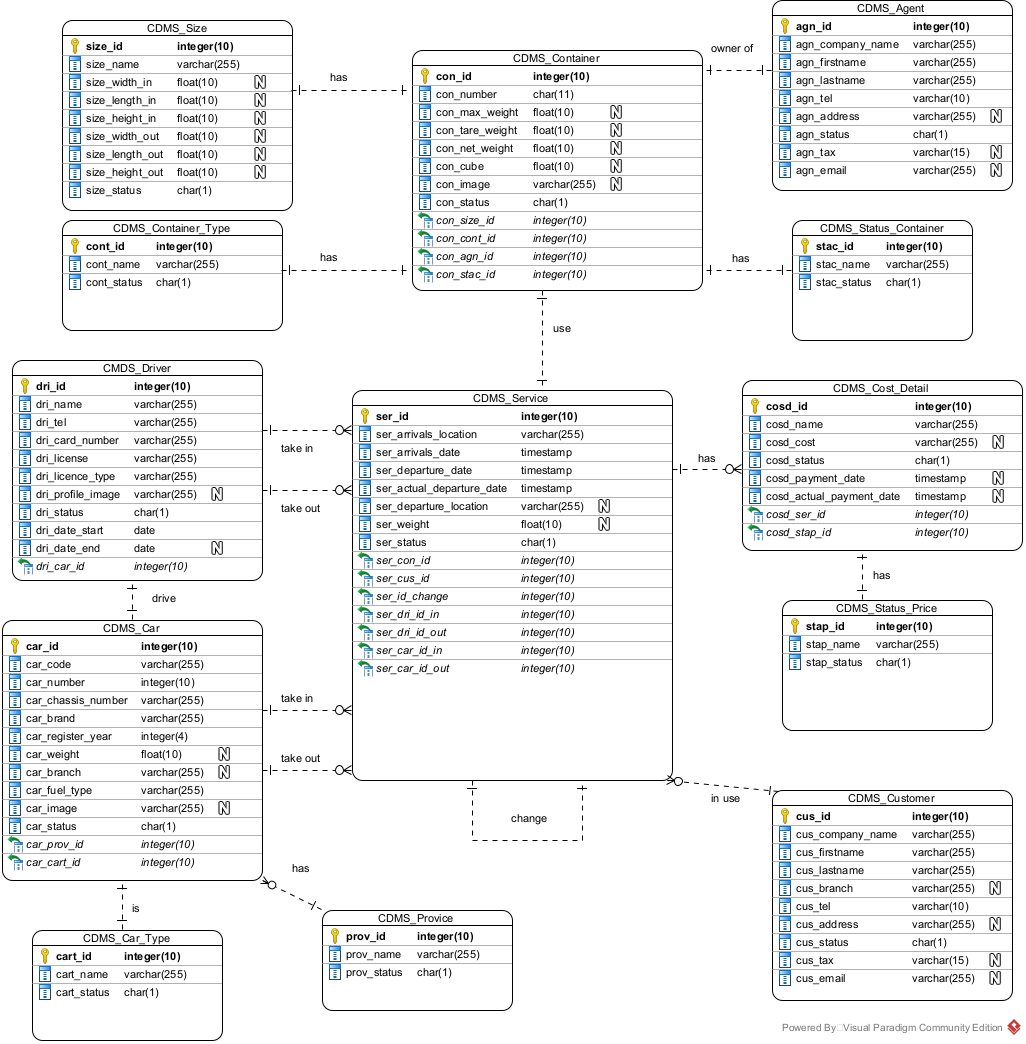 CDMS_Size
size_id integer(10)
size_name varchar(255)
size_width_in float(10) N
size_length_in float(10) N
size_height_in float(10) N
size_width_out float(10) N
size_length_out float(10) N
size_height_out float(10) N
size_status char(1)
has
CDMS_Container
con_id integer(10)
con_number char(11)
con_max_weight float(10) N
con_tare_weight float(10) N
con_net_weight float(10) N
con_cube float(10) N
con_image varchar(255) N
con_status char(1)
con_size_id integer(10)
con_cont_id integer(10)
con_agn_id integer(10)
con_stac_id integer(10)
owner of
CDMS_Agent
agn_id integer(10)
agn_company_name varchar(255)
agn_firstname varchar(255)
agn_lastname varchar(255)
agn_tel varchar(10)
agn_address varchar(255) N
agn_status char(1)
agn_tax varchar(15) N
agn_email varchar(255) N
CDMS_Container_Type
cont_id integer(10)
cont_name varchar(255)
cont_status char(1)
has
has
CDMS_Status_Container
stac_id integer(10)
stac_name varchar(255)
stac_status char(1)
use
CMDS_Driver
dri_id integer(10)
dri_name varchar(255)
dri_tel varchar(255)
dri_card_number varchar(255)
dri_license varchar(255)
dri_licence_type varchar(255)
dri_profile_image varchar(255) N
dri_status char(1)
dri_date_start date
dri_date_end date N
dri_car_id integer(10)
take in
take out
CDMS_Service
ser_id integer(10)
ser_arrivals_location varchar(255)
ser_arrivals_date timestamp
ser_departure_date timestamp
ser_actual_departure_date timestamp
ser_departure_location varchar(255) N
ser_weight float(10) N
ser_status char(1)
ser_con_id integer(10)
ser_cus_id integer(10)
ser_id_change integer(10)
ser_dri_id_in integer(10)
ser_dri_id_out integer(10)
ser_car_id_in integer(10)
ser_car_id_out integer(10)
has
CDMS_Cost_Detail
cosd_id integer(10)
cosd_name varchar(255)
cosd_cost varchar(255) N
cosd_status char(1)
cosd_payment_date timestamp N
cosd_actual_payment_date timestamp N
cosd_ser_id integer(10)
cosd_stap_id integer(10)
has
CDMS_Status_Price
stap_id integer(10)
stap_name varchar(255)
stap_status char(1)
drive
CDMS_Car
car_id integer(10)
car_code varchar(255)
car_number integer(10)
car_chassis_number varchar(255)
car_brand varchar(255)
car_register_year integer(4)
car_weight float(10) N
car_branch varchar(255) N
car_fuel_type varchar(255)
car_image varchar(255) N
car_status char(1)
car_prov_id integer(10)
car_cart_id integer(10)
take in
take out
change
in use
CDMS_Customer
cus_id integer(10)
cus_company_name varchar(255)
cus_firstname varchar(255)
cus_lastname varchar(255)
cus_branch varchar(255) N
cus_tel varchar(10)
cus_address varchar(255) N
cus_status char(1)
cus_tax varchar(15) N
cus_email varchar(255) N
has
is
CDMS_Car_Type
cart_id integer(10)
cart_name varchar(255)
cart_status char(1)
CDMS_Provice
prov_id integer(10)
prov_name varchar(255)
prov_status char(1)
Powered By Visual Paradigm Community Edition